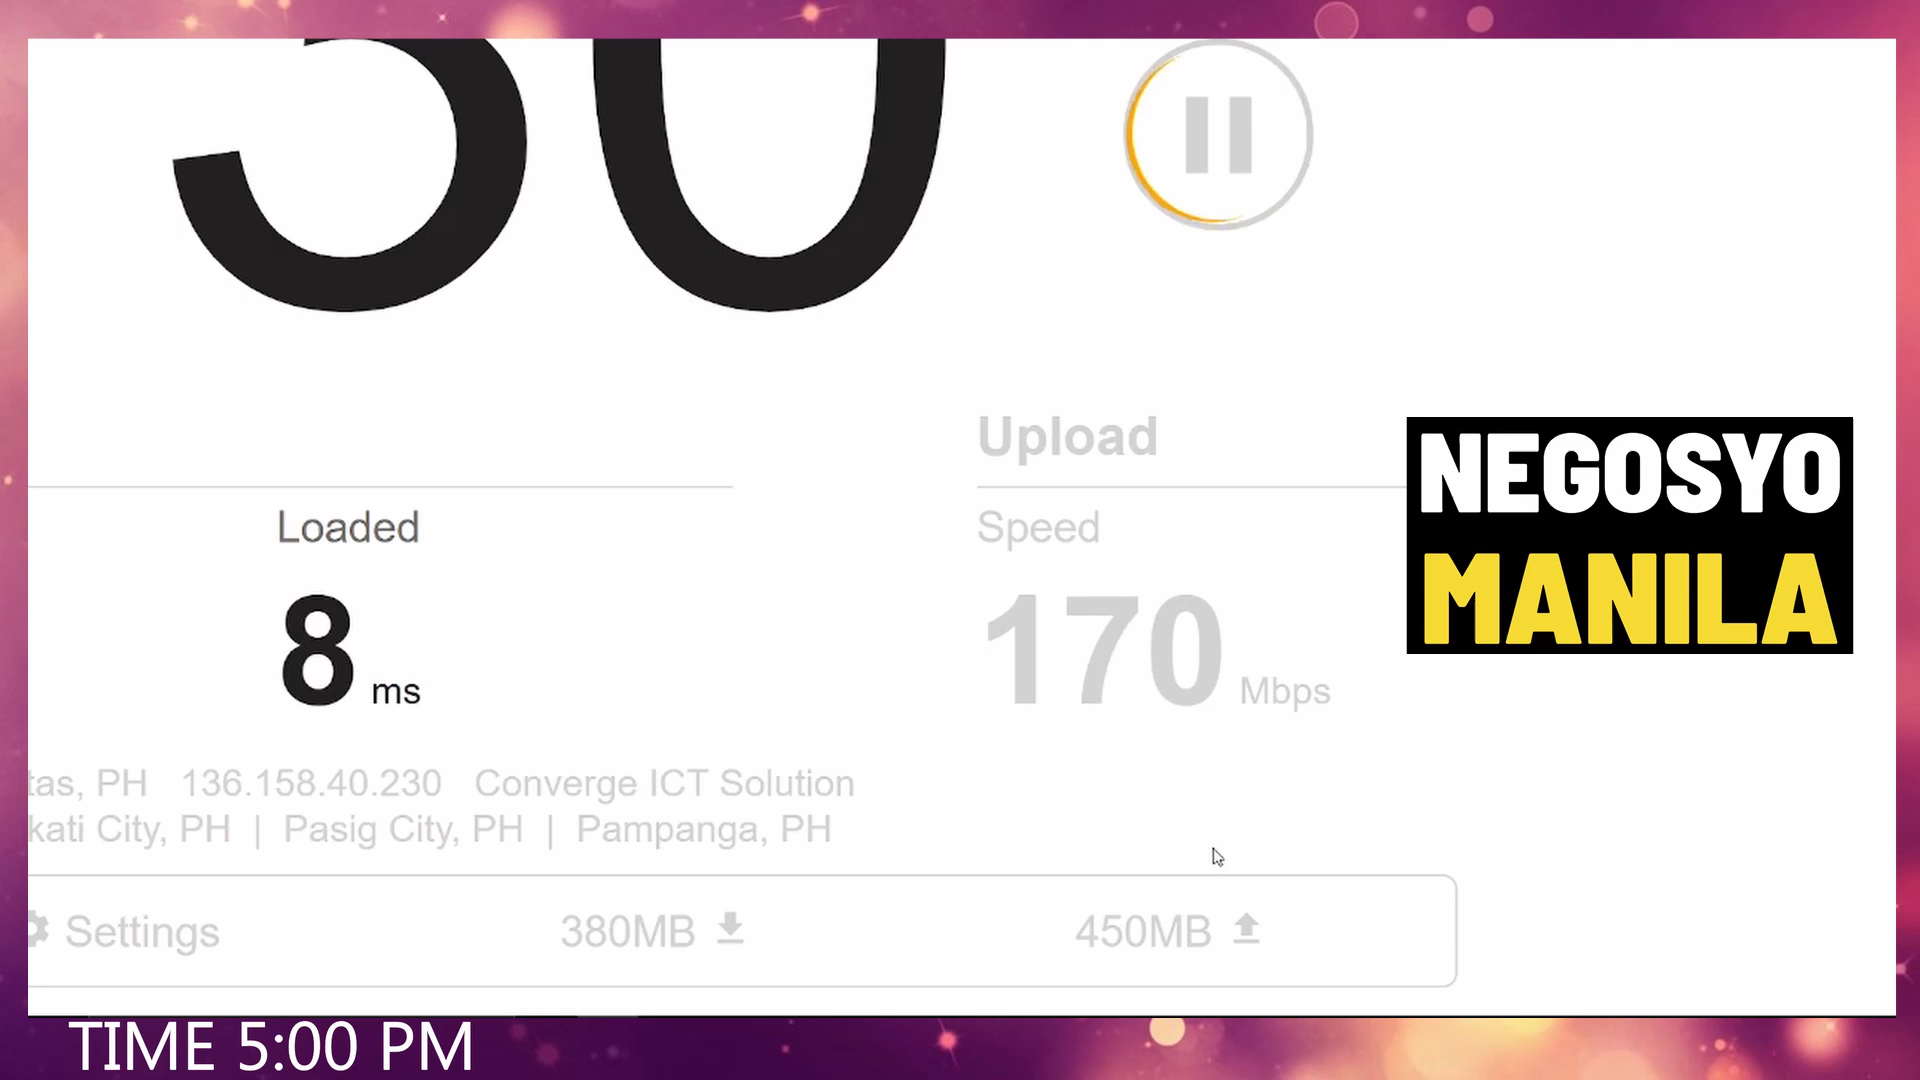 30
Upload
Loaded
Speed
8 ms
170 Mbps
NEGOSYO
MANILA
tas, PH 136.158.40.230 Converge ICT Solution
kati City, PH | Pasig City, PH | Pampanga, PH
Settings 380MB 450MB
TIME 5:00 PM